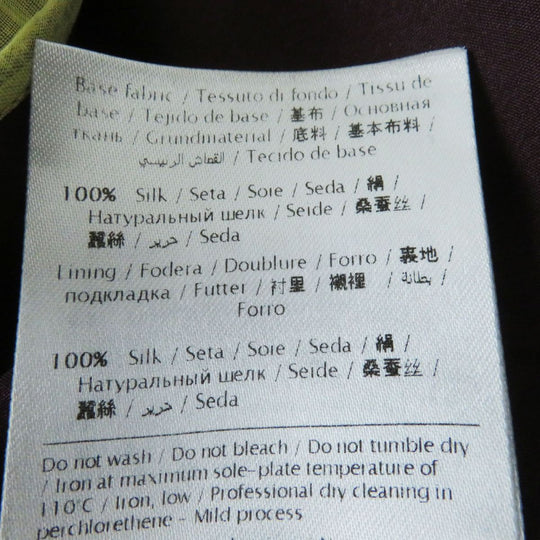 Base fabric / Tessuto di fondo / Tissu de
base / Tejido de base / 基布 / Основная
ткань / Grundmaterial / 底料 / 基本布料 /
القماش الرئيسي / Tecido de base
100% Silk / Seta / Soie / Seda / 絹 /
Натуральный шелк / Seide / 桑蚕丝 /
蠶絲 / حرير / Seda
Lining / Fodera / Doublure / Forro / 裏地 /
подкладка / Futter / 衬里 / 襯裡 / بطانة /
Forro
100% Silk / Seta / Soie / Seda / 絹 /
Натуральный шелк / Seide / 桑蚕丝 /
蠶絲 / حرير / Seda
Do not wash / Do not bleach / Do not tumble dry
/ Iron at maximum sole-plate temperature of
110°C / Iron, low / Professional dry cleaning in
perchlorethene - Mild process